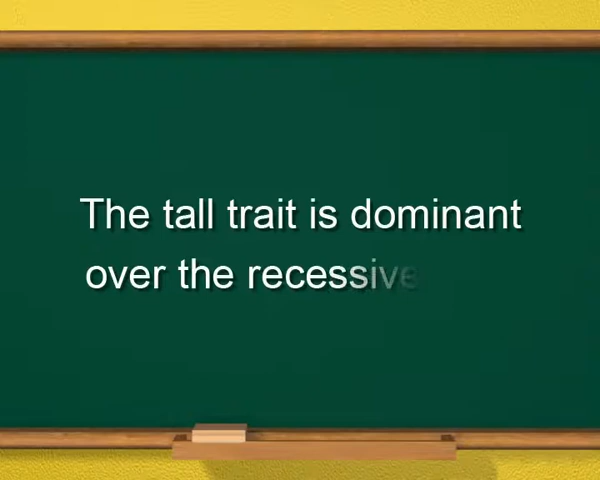 The tall trait is dominant
over the recessive